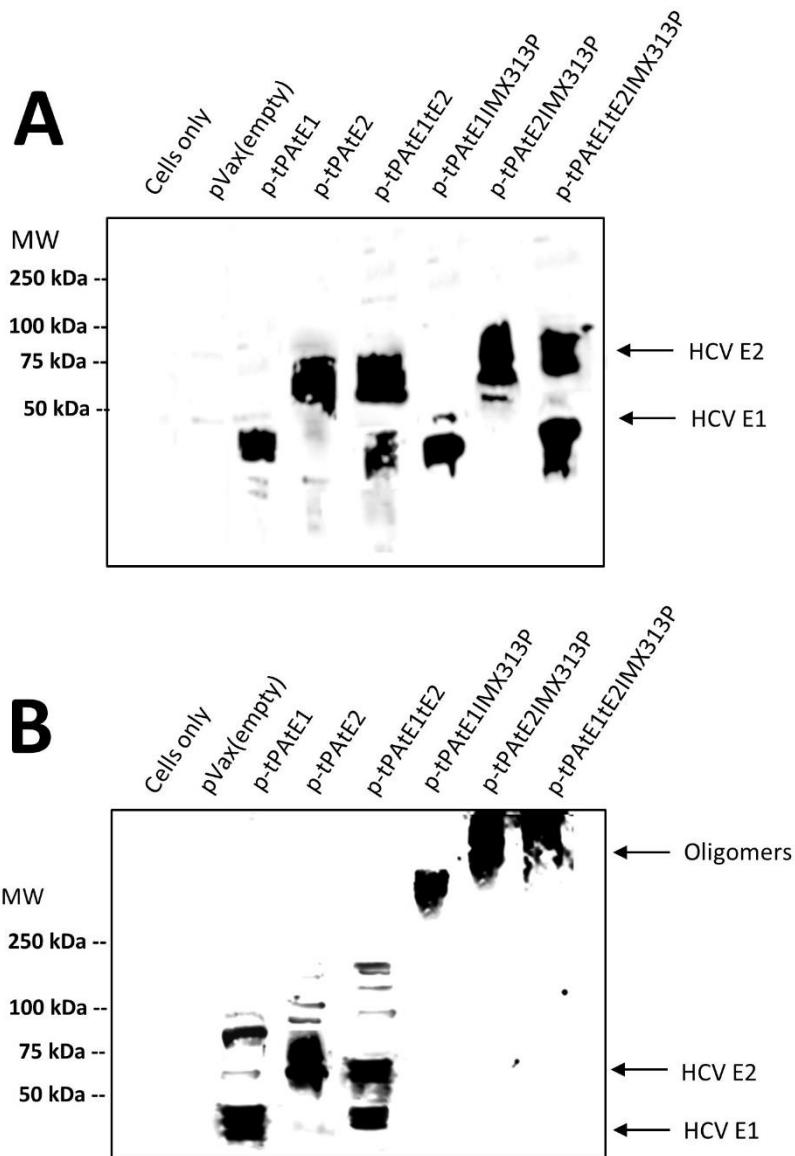 A
Cells only
pVax(empty)
p-tPAtE1
p-tPAtE2
p-tPAtE1tE2
p-tPAtE1IMX313P
p-tPAtE2IMX313P
p-tPAtE1tE2IMX313P
MW
250 kDa --
100 kDa --
75 kDa --
50 kDa --
HCV E2
HCV E1
B
Cells only
pVax(empty)
p-tPAtE1
p-tPAtE2
p-tPAtE1tE2
p-tPAtE1IMX313P
p-tPAtE2IMX313P
p-tPAtE1tE2IMX313P
Oligomers
MW
250 kDa --
100 kDa --
75 kDa --
50 kDa --
HCV E2
HCV E1